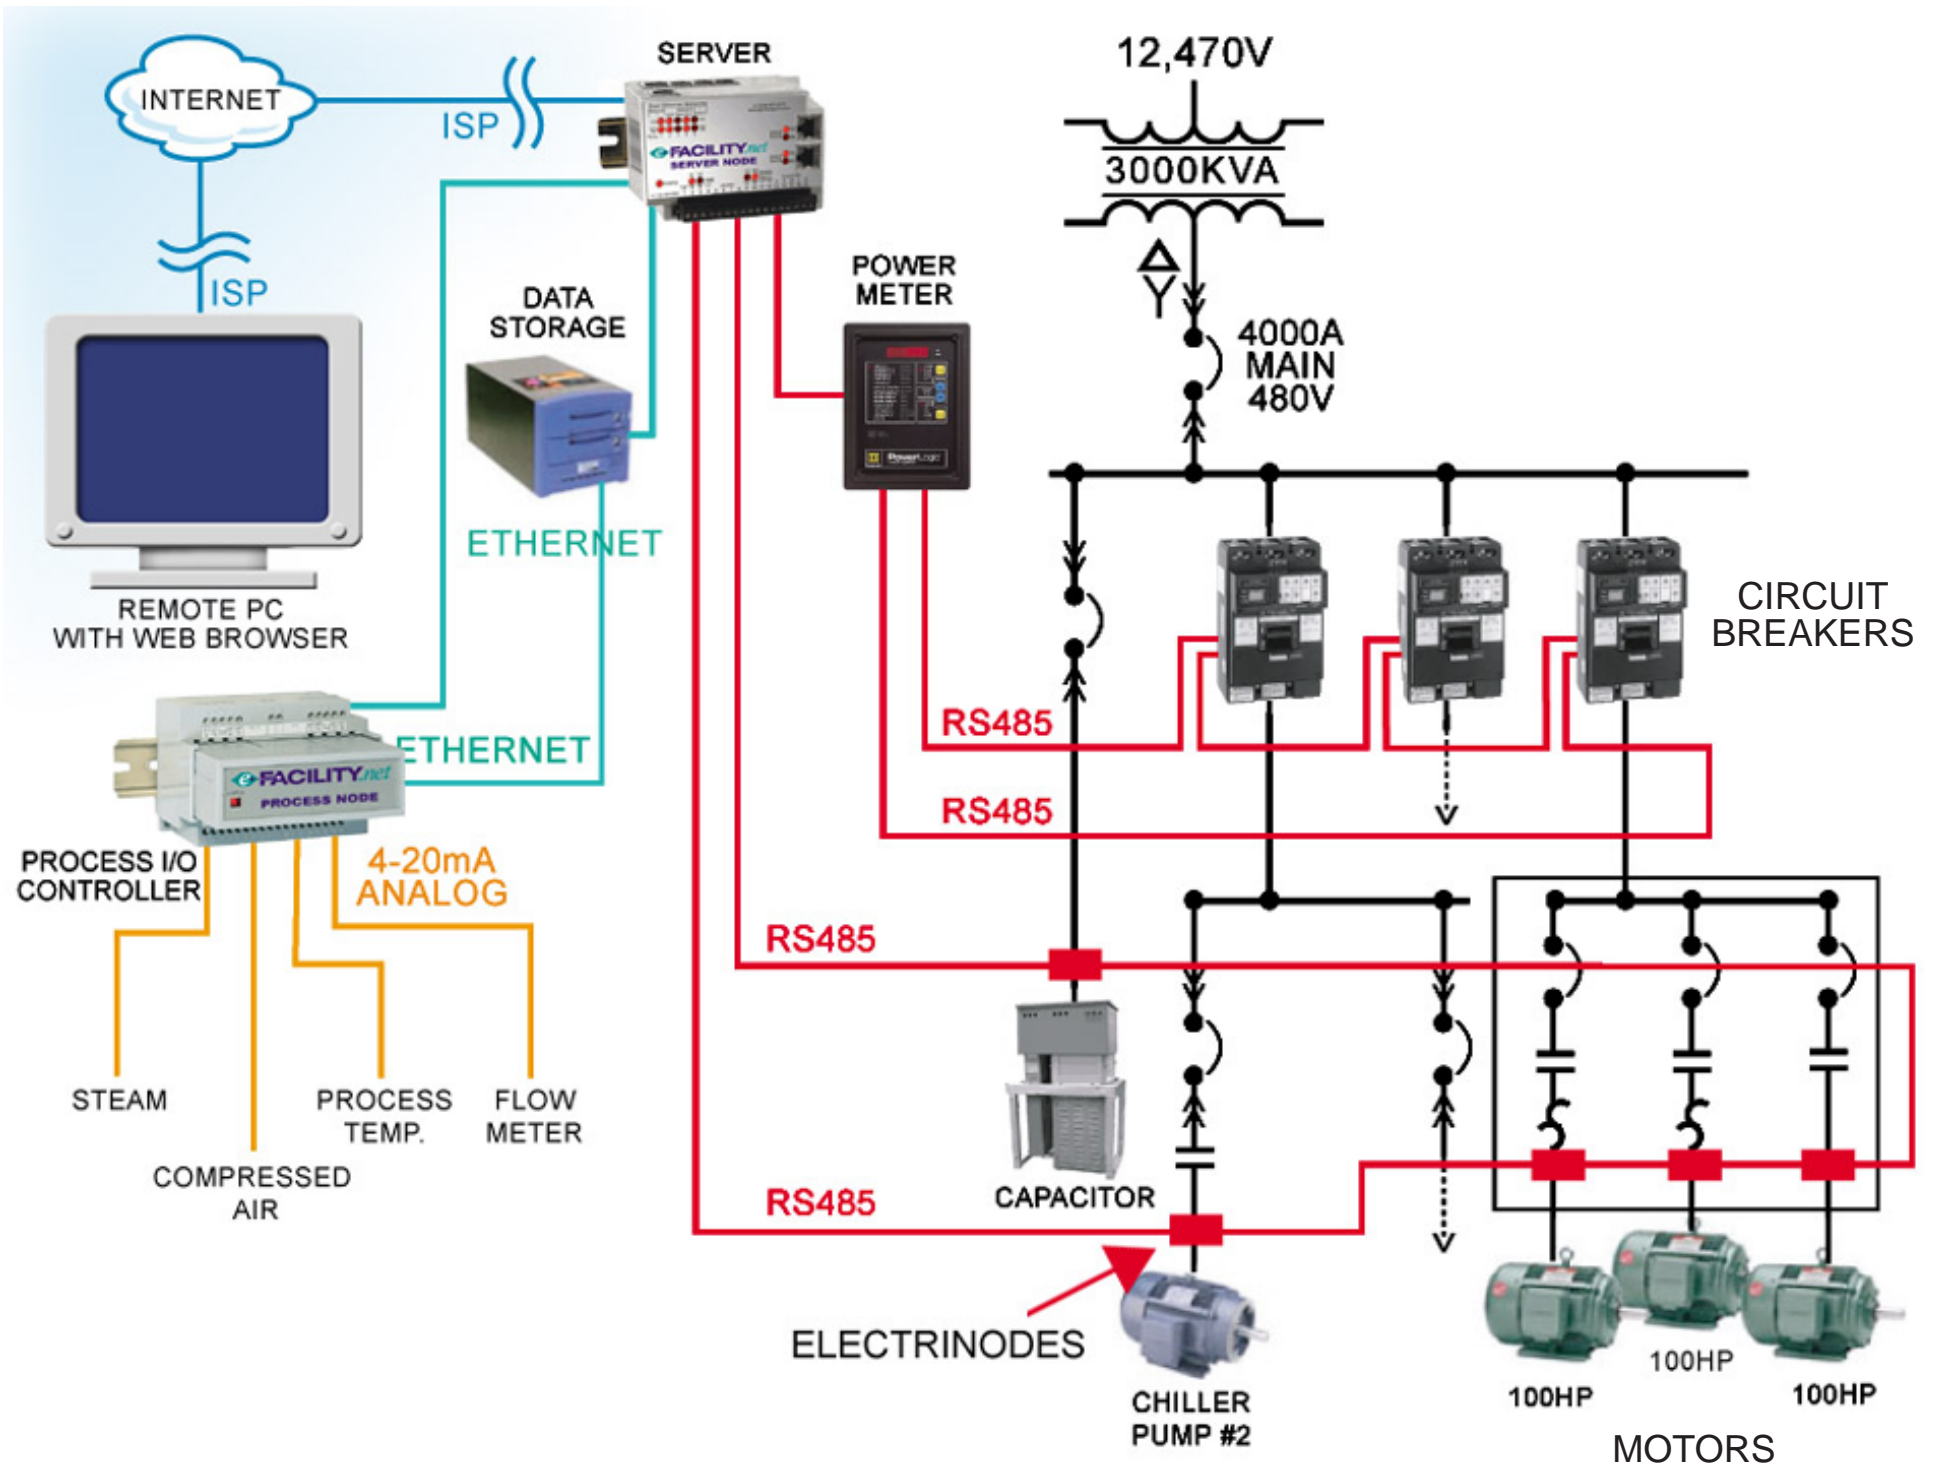 SERVER
12,470V
INTERNET
ISP
FACILITY.net
SERVER NODE
3000KVA
ISP
DATA
STORAGE
POWER
METER
4000A
MAIN
480V
PowerLogic
ETHERNET
REMOTE PC
WITH WEB BROWSER
CIRCUIT
BREAKERS
RS485
ETHERNET
e-FACILITY.net
PROCESS NODE
RS485
PROCESS I/O
CONTROLLER
4-20mA
ANALOG
RS485
STEAM
PROCESS
TEMP.
FLOW
METER
COMPRESSED
AIR
CAPACITOR
RS485
ELECTRINODES
CHILLER
PUMP #2
100HP
100HP
100HP
MOTORS